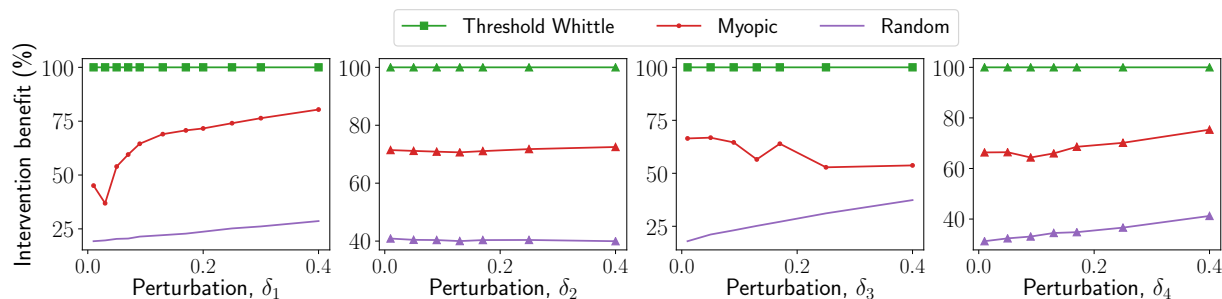 Threshold Whittle Myopic Random
Intervention benefit (%)
100
75
50
25
0.0 0.2 0.4
Perturbation, δ1
100
80
60
40
0.0 0.2 0.4
Perturbation, δ2
100
75
50
25
0.0 0.2 0.4
Perturbation, δ3
100
80
60
40
0.0 0.2 0.4
Perturbation, δ4